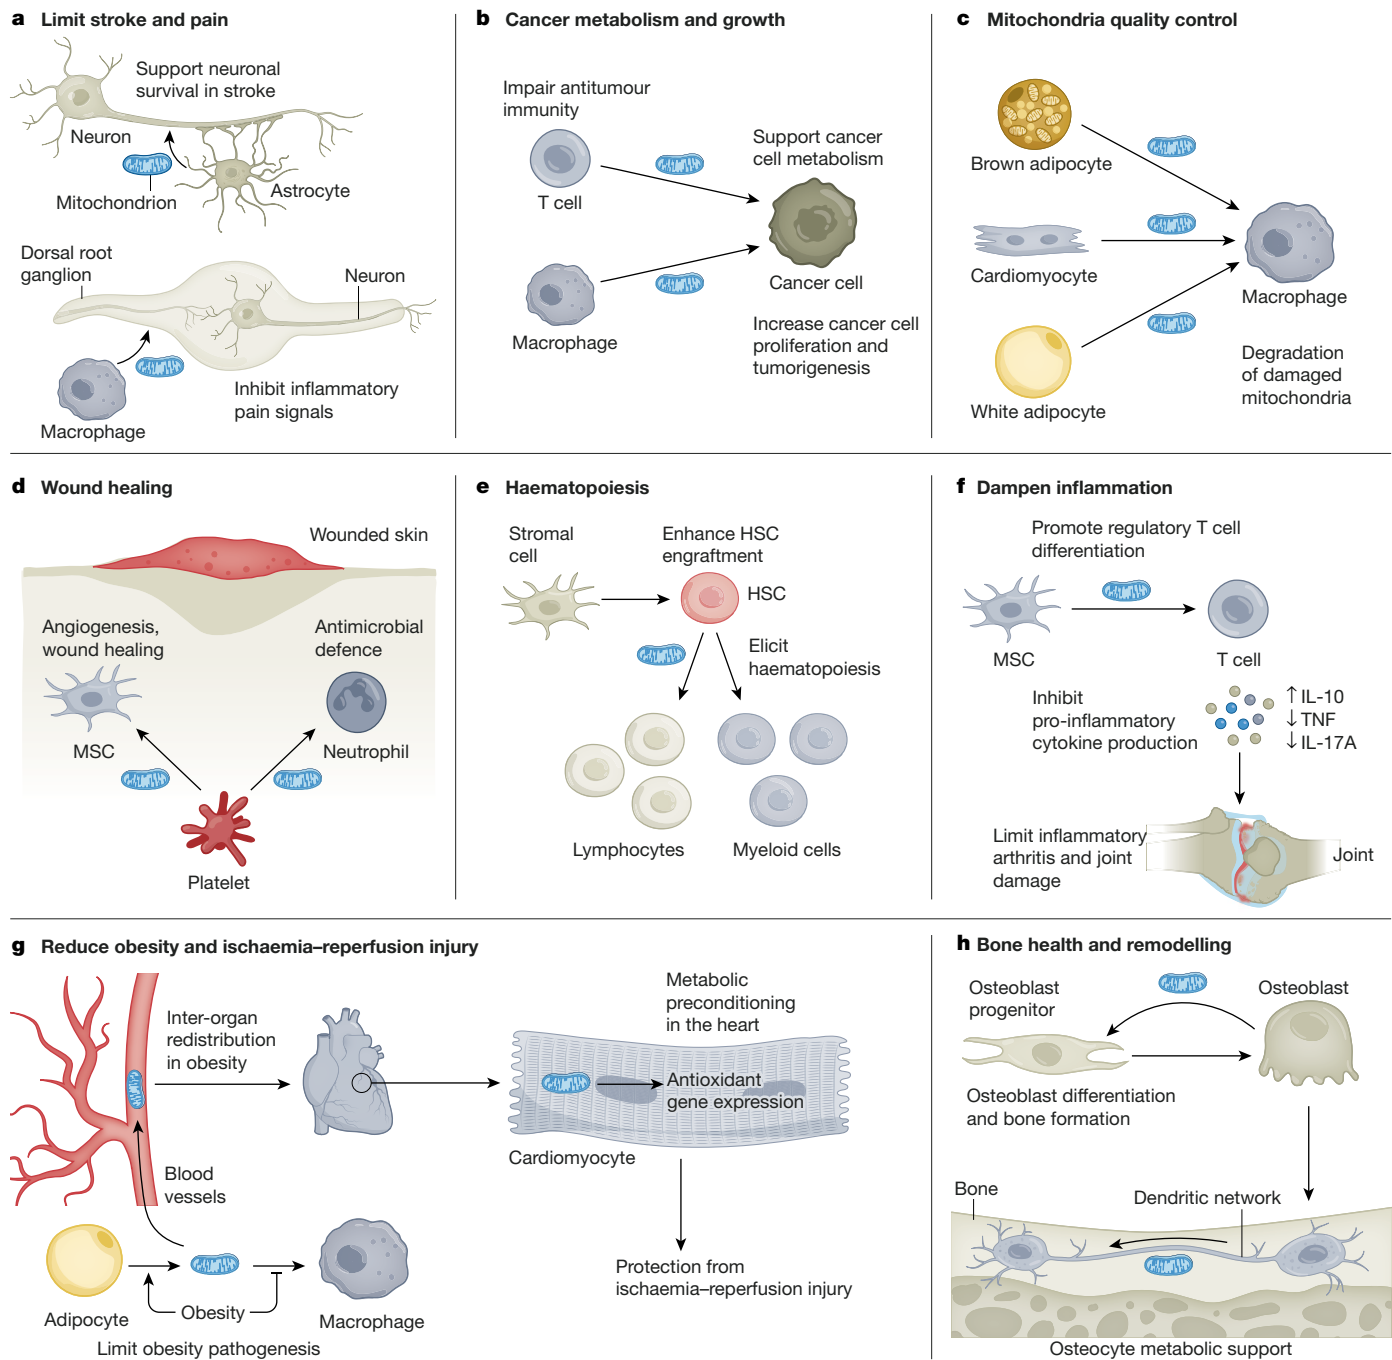 a Limit stroke and pain
Support neuronal
survival in stroke
Neuron
Mitochondrion
Astrocyte
Dorsal root
ganglion
Neuron
Macrophage
Inhibit inflammatory
pain signals
b Cancer metabolism and growth
Impair antitumour
immunity
T cell
Support cancer
cell metabolism
Cancer cell
Macrophage
Increase cancer cell
proliferation and
tumorigenesis
c Mitochondria quality control
Brown adipocyte
Cardiomyocyte
Macrophage
White adipocyte
Degradation
of damaged
mitochondria
d Wound healing
Wounded skin
Angiogenesis,
wound healing
Antimicrobial
defence
MSC
Neutrophil
Platelet
e Haematopoiesis
Stromal
cell
Enhance HSC
engraftment
HSC
Elicit
haematopoiesis
Lymphocytes
Myeloid cells
f Dampen inflammation
Promote regulatory T cell
differentiation
MSC
T cell
Inhibit
pro-inflammatory
cytokine production
↑ IL-10
↓ TNF
↓ IL-17A
Limit inflammatory
arthritis and joint
damage
Joint
g Reduce obesity and ischaemia–reperfusion injury
Inter-organ
redistribution
in obesity
Metabolic
preconditioning
in the heart
Antioxidant
gene expression
Cardiomyocyte
Blood
vessels
Protection from
ischaemia–reperfusion injury
Adipocyte
Obesity
Macrophage
Limit obesity pathogenesis
h Bone health and remodelling
Osteoblast
progenitor
Osteoblast
Osteoblast differentiation
and bone formation
Bone
Dendritic network
Osteocyte metabolic support